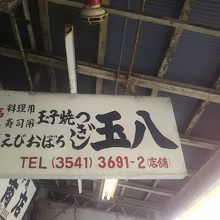 料理用
寿司用
玉子焼
えびおぼろ
つきじ
玉八
TEL (3541) 3691~2 (店舗)